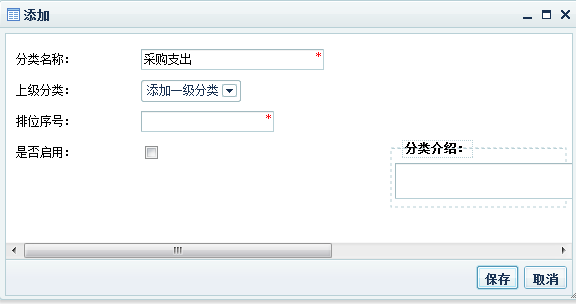 添加
分类名称： 采购支出 *
上级分类： 添加一级分类
排位序号： *
是否启用：
分类介绍：
保存 取消